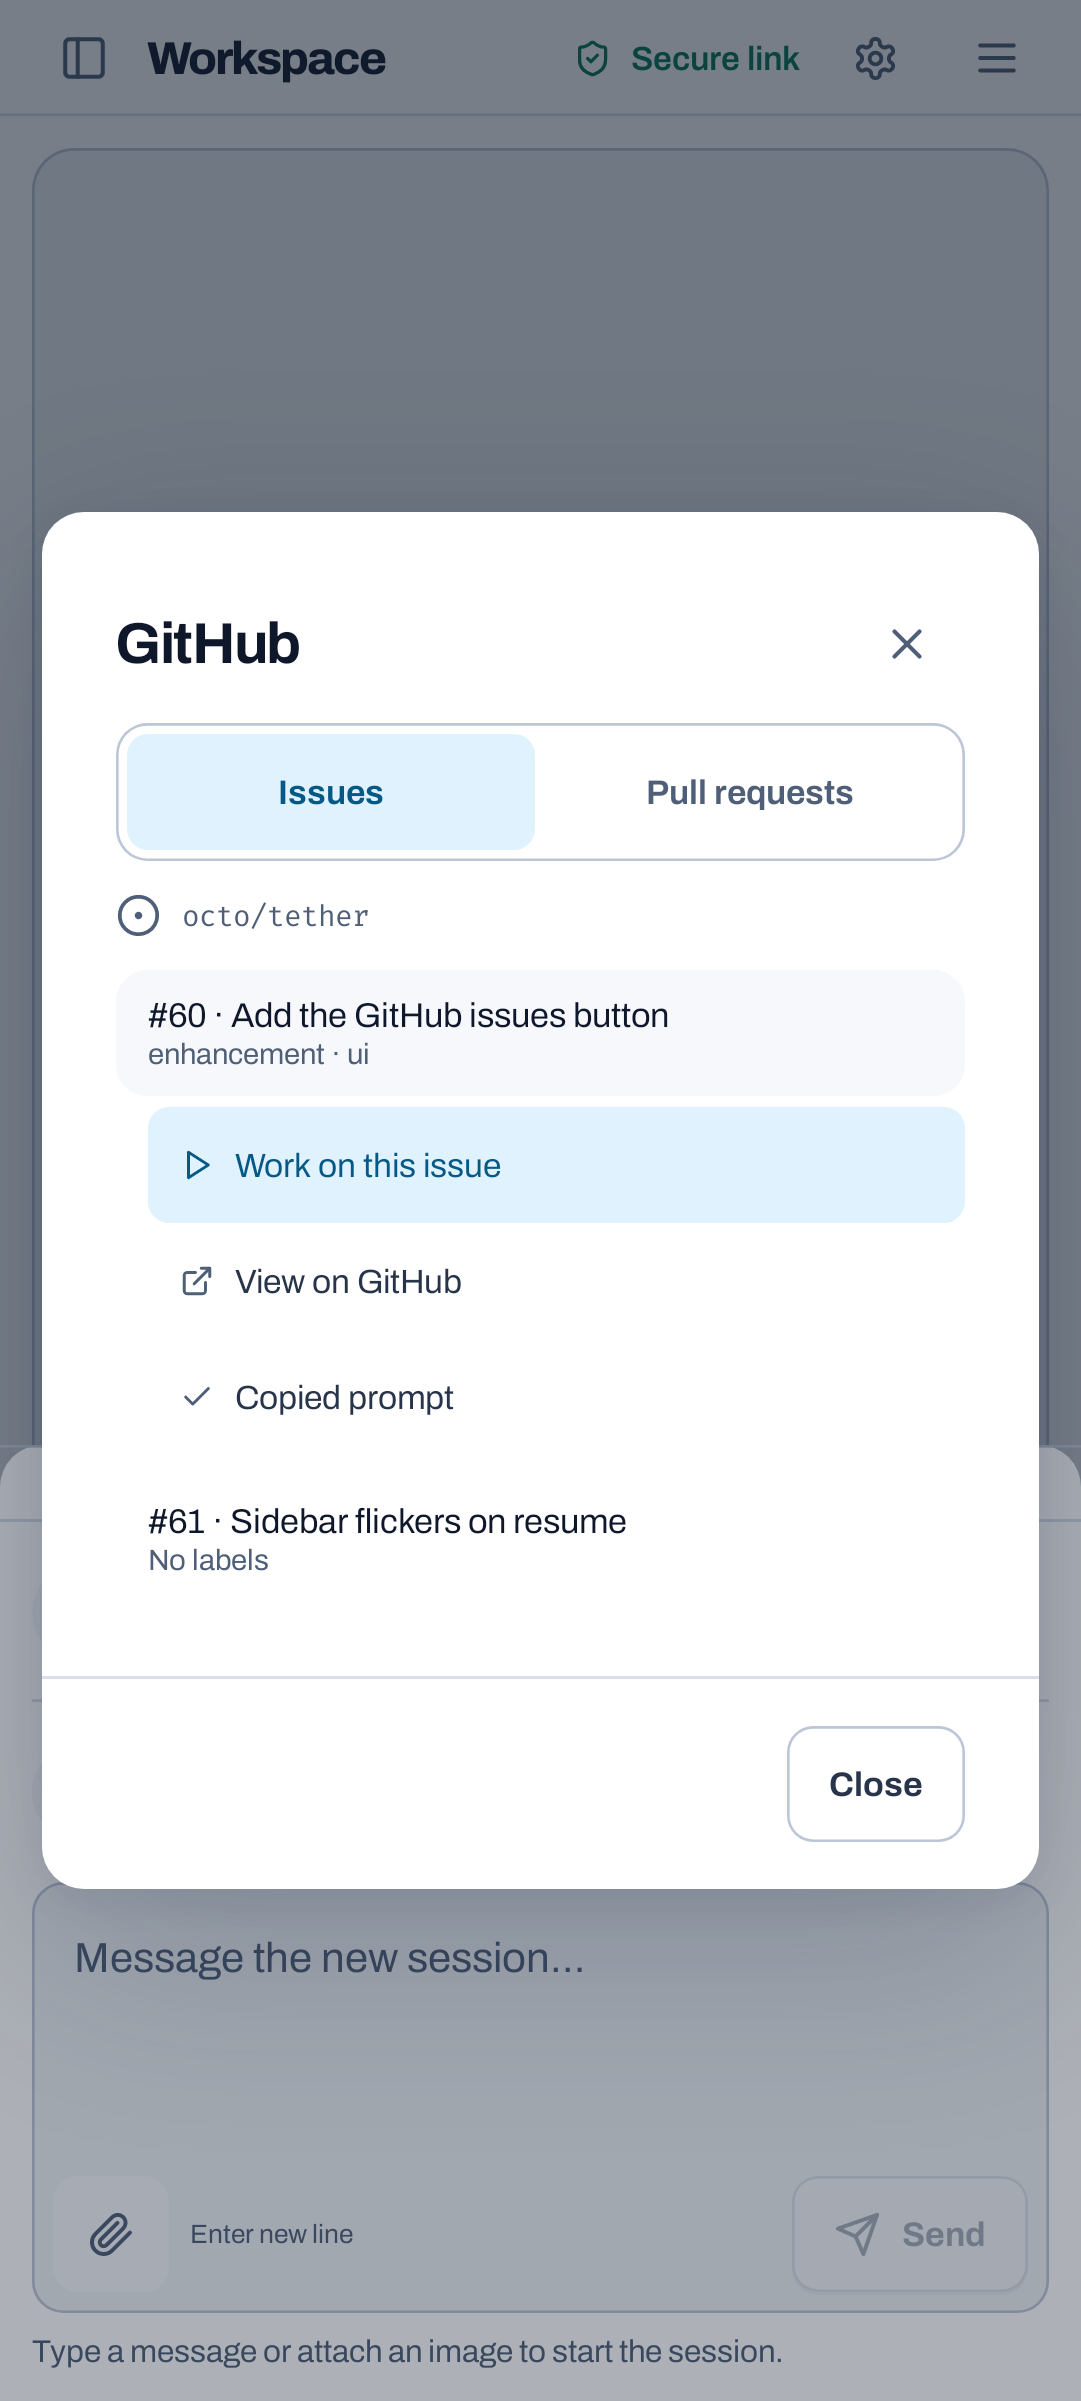 Workspace
Secure link
GitHub
Issues
Pull requests
octo/tether
#60 · Add the GitHub issues button
enhancement · ui
Work on this issue
View on GitHub
Copied prompt
#61 · Sidebar flickers on resume
No labels
Close
Message the new session...
Enter new line
Send
Type a message or attach an image to start the session.